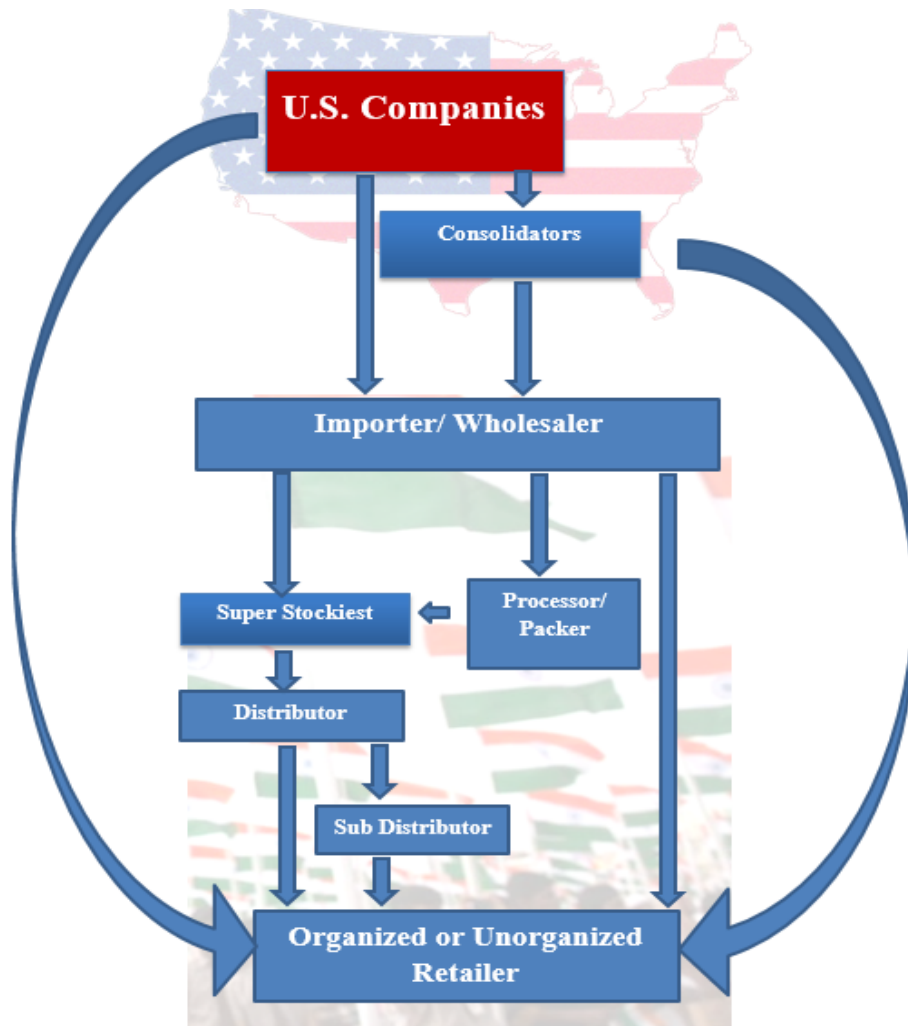 U.S. Companies
Consolidators
Importer/ Wholesaler
Super Stockiest
Processor/
Packer
Distributor
Sub Distributor
Organized or Unorganized
Retailer